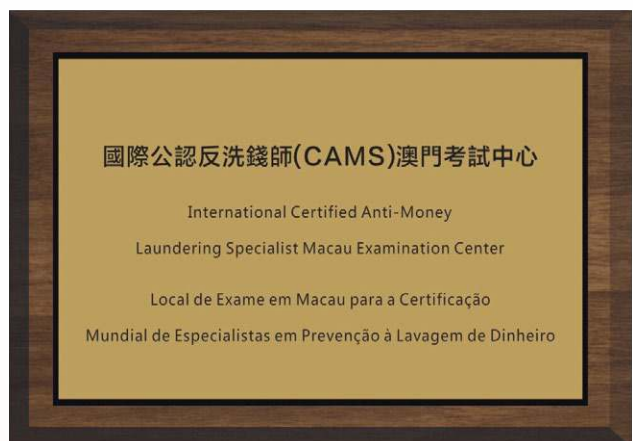 國際公認反洗錢師(CAMS)澳門考試中心
International Certified Anti-Money
Laundering Specialist Macau Examination Center
Local de Exame em Macau para a Certificação
Mundial de Especialistas em Prevenção à Lavagem de Dinheiro